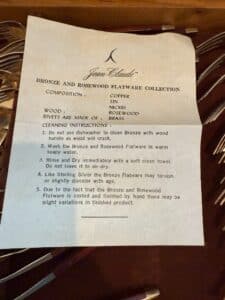 Jean Claude
BRONZE AND ROSEWOOD FLATWARE COLLECTION
COMPOSITION : COPPER
TIN
NICKEL
WOOD : ROSEWOOD
RIVETS ARE MADE OF : BRASS
CLEANING INSTRUCTIONS :
1. Do not use dishwasher to clean Bronze with wood
handle as wood will crack.
2. Wash the Bronze and Rosewood Flatware in warm
soapy water.
3. Rinse and Dry immediately with a soft clean towel.
Do not leave it to air-dry.
4. Like Sterling Silver the Bronze Flatware may tarnish
or slightly discolor with age.
5. Due to the fact that the Bronze and Rosewood
Flatware is casted and finished by hand there may be
slight variations in finished product.